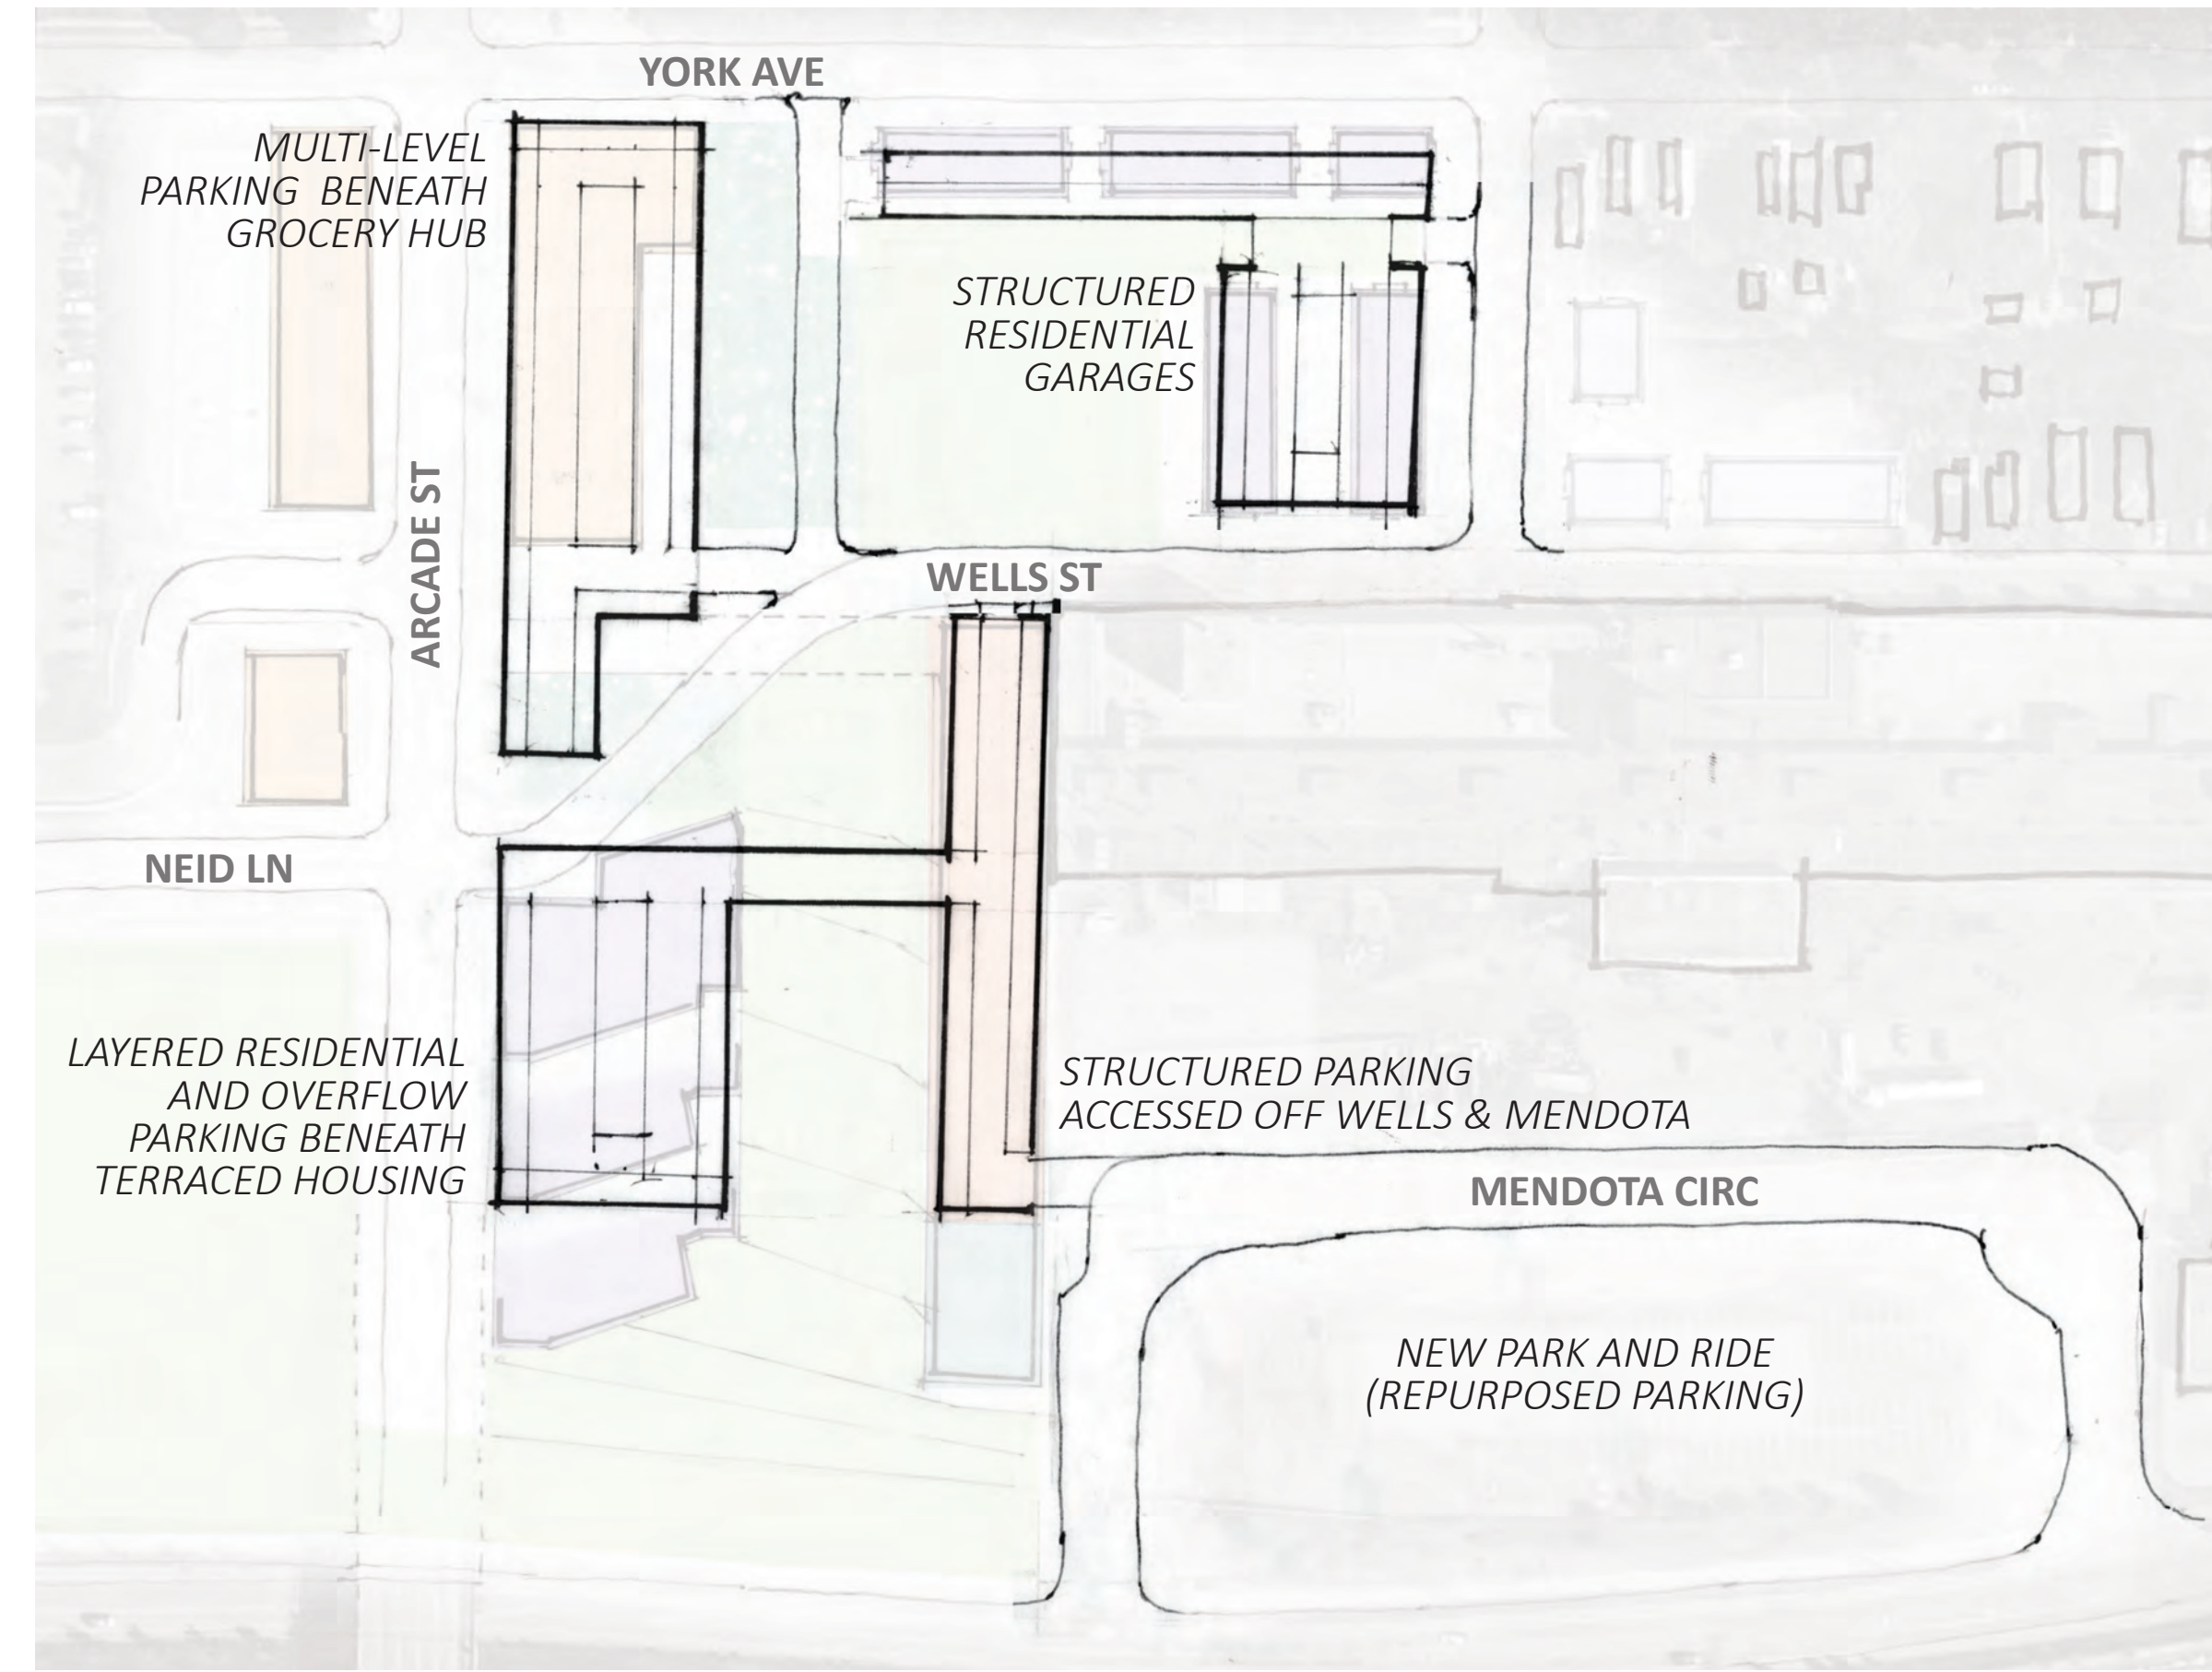 YORK AVE
MULTI-LEVEL
PARKING BENEATH
GROCERY HUB
STRUCTURED
RESIDENTIAL
GARAGES
ARCADE ST
WELLS ST
NEID LN
LAYERED RESIDENTIAL
AND OVERFLOW
PARKING BENEATH
TERRACED HOUSING
STRUCTURED PARKING
ACCESSED OFF WELLS & MENDOTA
MENDOTA CIRC
NEW PARK AND RIDE
(REPURPOSED PARKING)